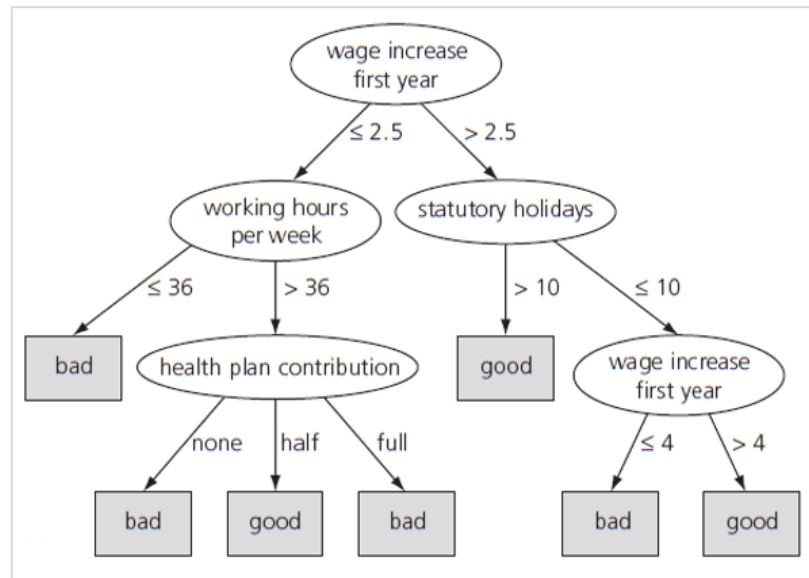 wage increase
first year
≤ 2.5
> 2.5
working hours
per week
statutory holidays
≤ 36
> 36
> 10
≤ 10
bad
health plan contribution
good
wage increase
first year
none
half
full
≤ 4
> 4
bad
good
bad
bad
good